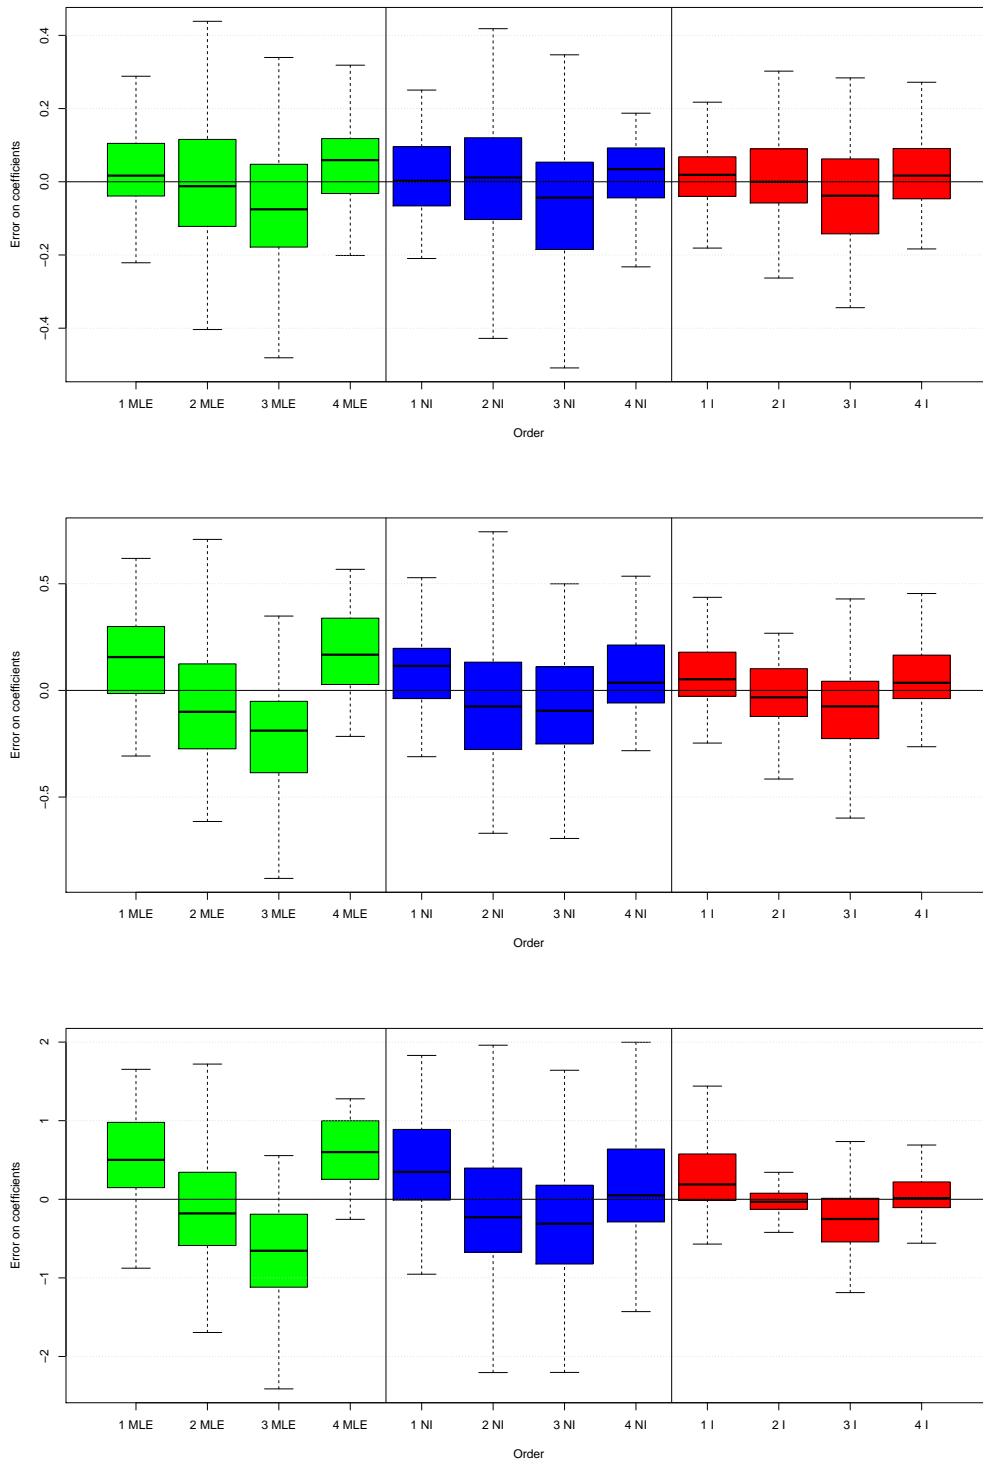 Error on coefficients
0.4
0.2
0.0
−0.2
−0.4
1 MLE 2 MLE 3 MLE 4 MLE 1 NI 2 NI 3 NI 4 NI 1 I 2 I 3 I 4 I
Order
Error on coefficients
0.5
0.0
−0.5
1 MLE 2 MLE 3 MLE 4 MLE 1 NI 2 NI 3 NI 4 NI 1 I 2 I 3 I 4 I
Order
Error on coefficients
2
1
0
−1
−2
1 MLE 2 MLE 3 MLE 4 MLE 1 NI 2 NI 3 NI 4 NI 1 I 2 I 3 I 4 I
Order